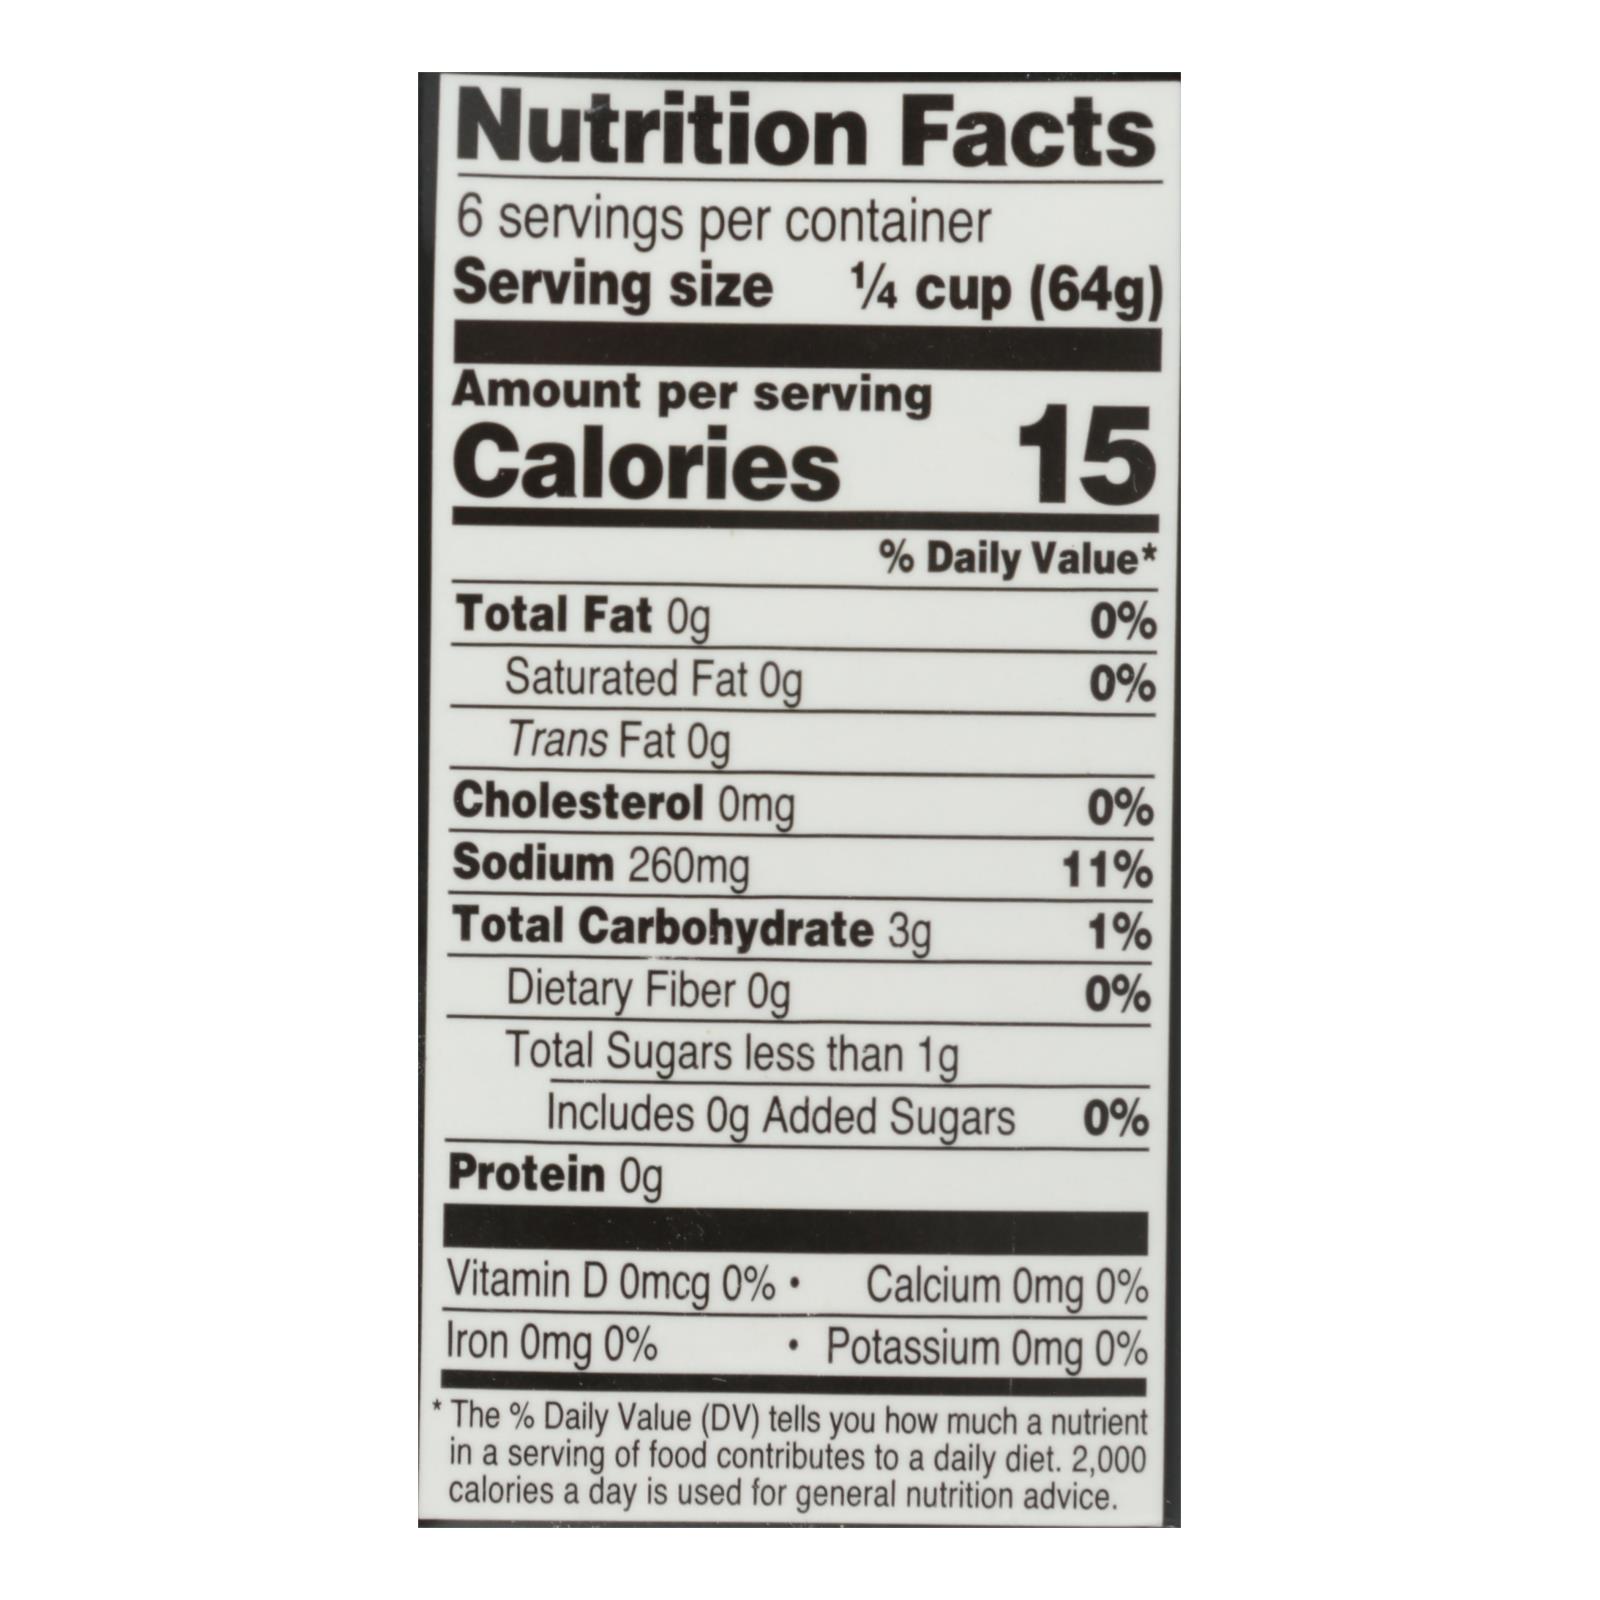 Nutrition Facts
6 servings per container
Serving size ¼ cup (64g)
Amount per serving
Calories 15
% Daily Value*
Total Fat 0g 0%
Saturated Fat 0g 0%
Trans Fat 0g
Cholesterol 0mg 0%
Sodium 260mg 11%
Total Carbohydrate 3g 1%
Dietary Fiber 0g 0%
Total Sugars less than 1g
Includes 0g Added Sugars 0%
Protein 0g
Vitamin D 0mcg 0% • Calcium 0mg 0%
Iron 0mg 0% • Potassium 0mg 0%
* The % Daily Value (DV) tells you how much a nutrient
in a serving of food contributes to a daily diet. 2,000
calories a day is used for general nutrition advice.